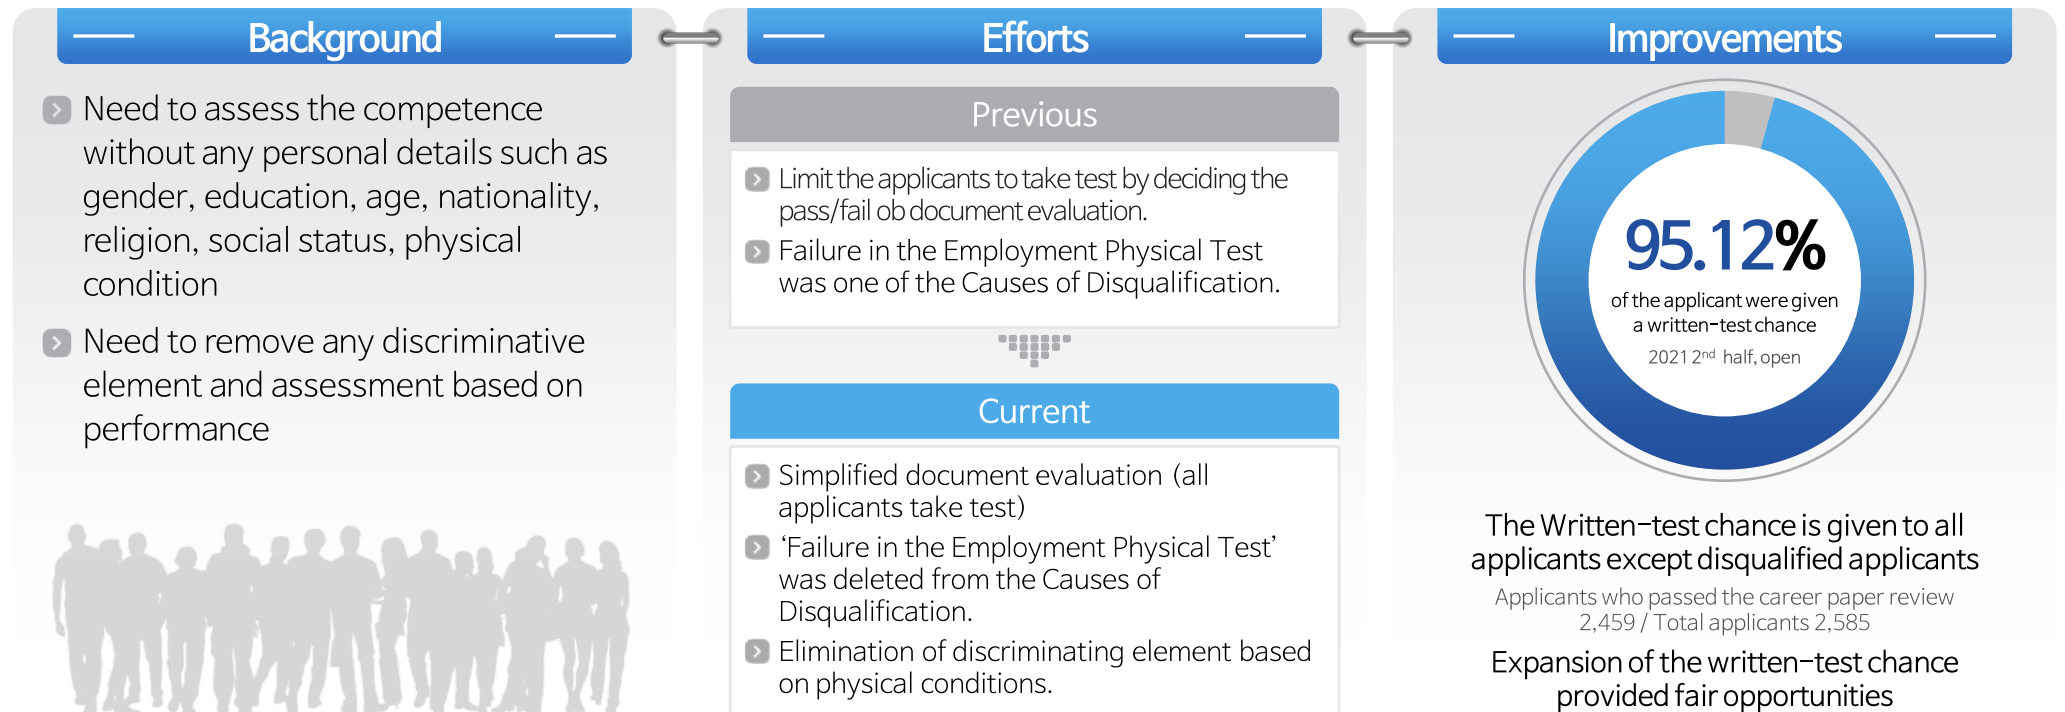 Background
Need to assess the competence
without any personal details such as
gender, education, age, nationality,
religion, social status, physical
condition
Need to remove any discriminative
element and assessment based on
performance
Efforts
Previous
Limit the applicants to take test by deciding the
pass/fail ob document evaluation.
Failure in the Employment Physical Test
was one of the Causes of Disqualification.
Current
Simplified document evaluation (all
applicants take test)
‘Failure in the Employment Physical Test’
was deleted from the Causes of
Disqualification.
Elimination of discriminating element based
on physical conditions.
Improvements
95.12%
of the applicant were given
a written-test chance
2021 2nd half, open
The Written-test chance is given to all
applicants except disqualified applicants
Applicants who passed the career paper review
2,459 / Total applicants 2,585
Expansion of the written-test chance
provided fair opportunities